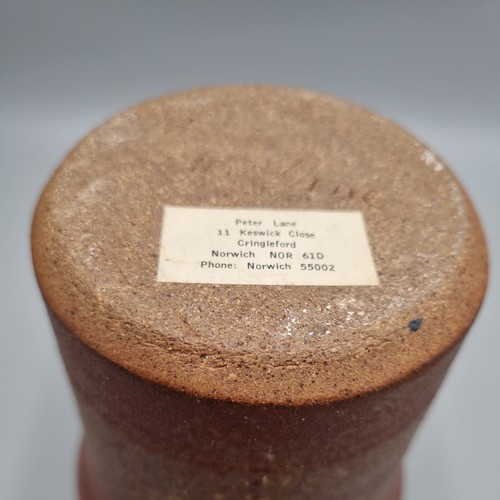 Peter Lane
11 Keswick Close
Cringleford
Norwich NOR 61D
Phone: Norwich 55002